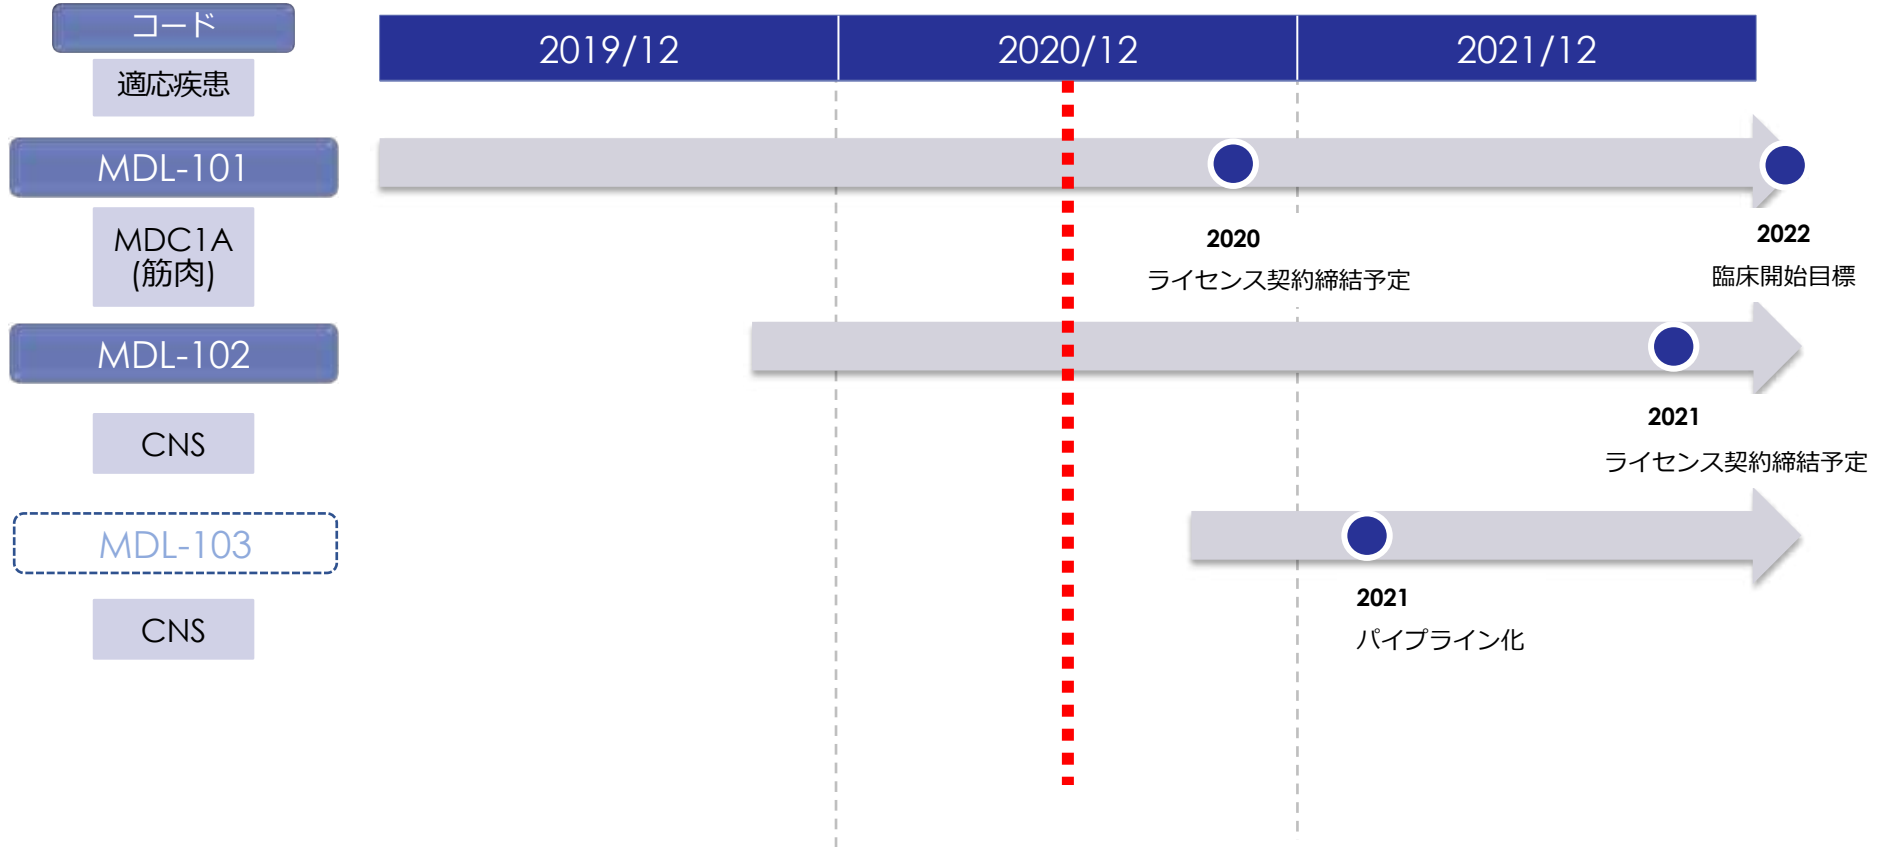 コード
2019/12
2020/12
2021/12
適応疾患
MDL-101
MDC1A
(筋肉)
2020
ライセンス契約締結予定
2022
臨床開始目標
MDL-102
CNS
2021
ライセンス契約締結予定
MDL-103
CNS
2021
パイプライン化